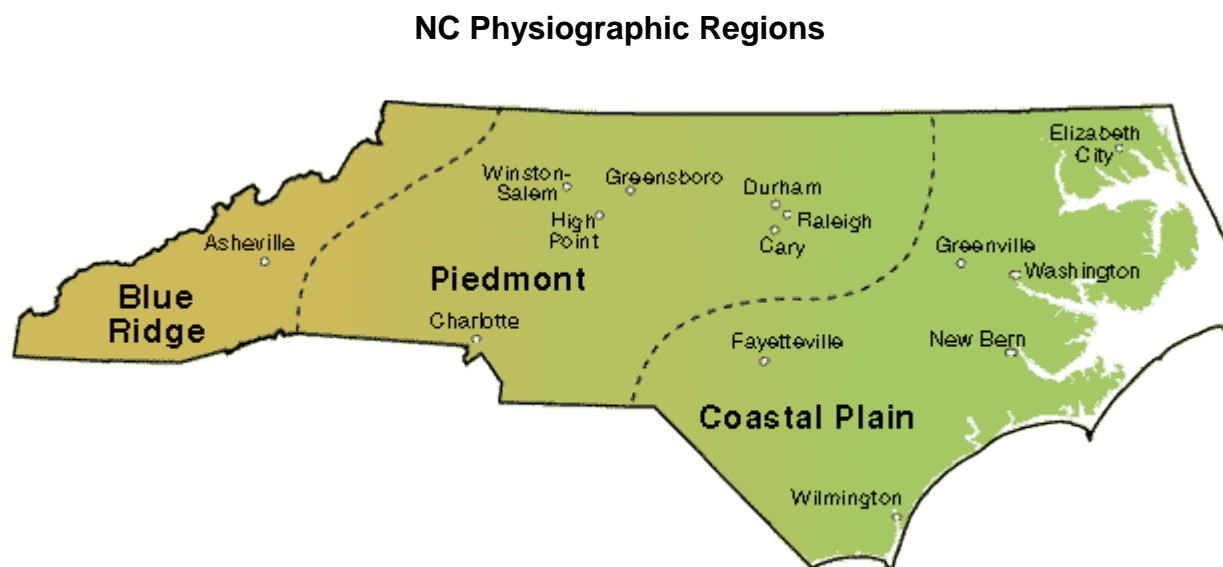 NC Physiographic Regions
Elizabeth
City
Winston-
Salem
Greensboro
Durham
High
Point
Raleigh
Cary
Asheville
Greenville
Washington
Piedmont
Blue
Ridge
Charlotte
Fayetteville
New Bern
Coastal Plain
Wilmington